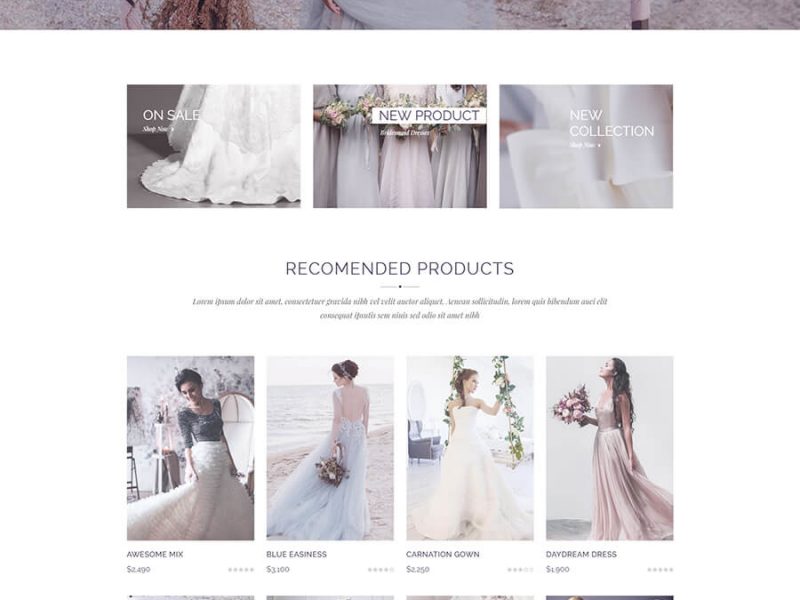 ON SALE
Shop Now
NEW PRODUCT
Bridesmaid Dresses
NEW
COLLECTION
Shop Now
RECOMENDED PRODUCTS
Lorem ipsum dolor sit amet, consectetuer gravida nibh vel velit auctor aliquet. Aenean sollicitudin, lorem quis bibendum auci elit
consequat ipsutis sem niuis sed odio sit amet nibh
AWESOME MIX
BLUE EASINESS
CARNATION GOWN
DAYDREAM DRESS
$2,490
$3,160
$2,250
$1,900